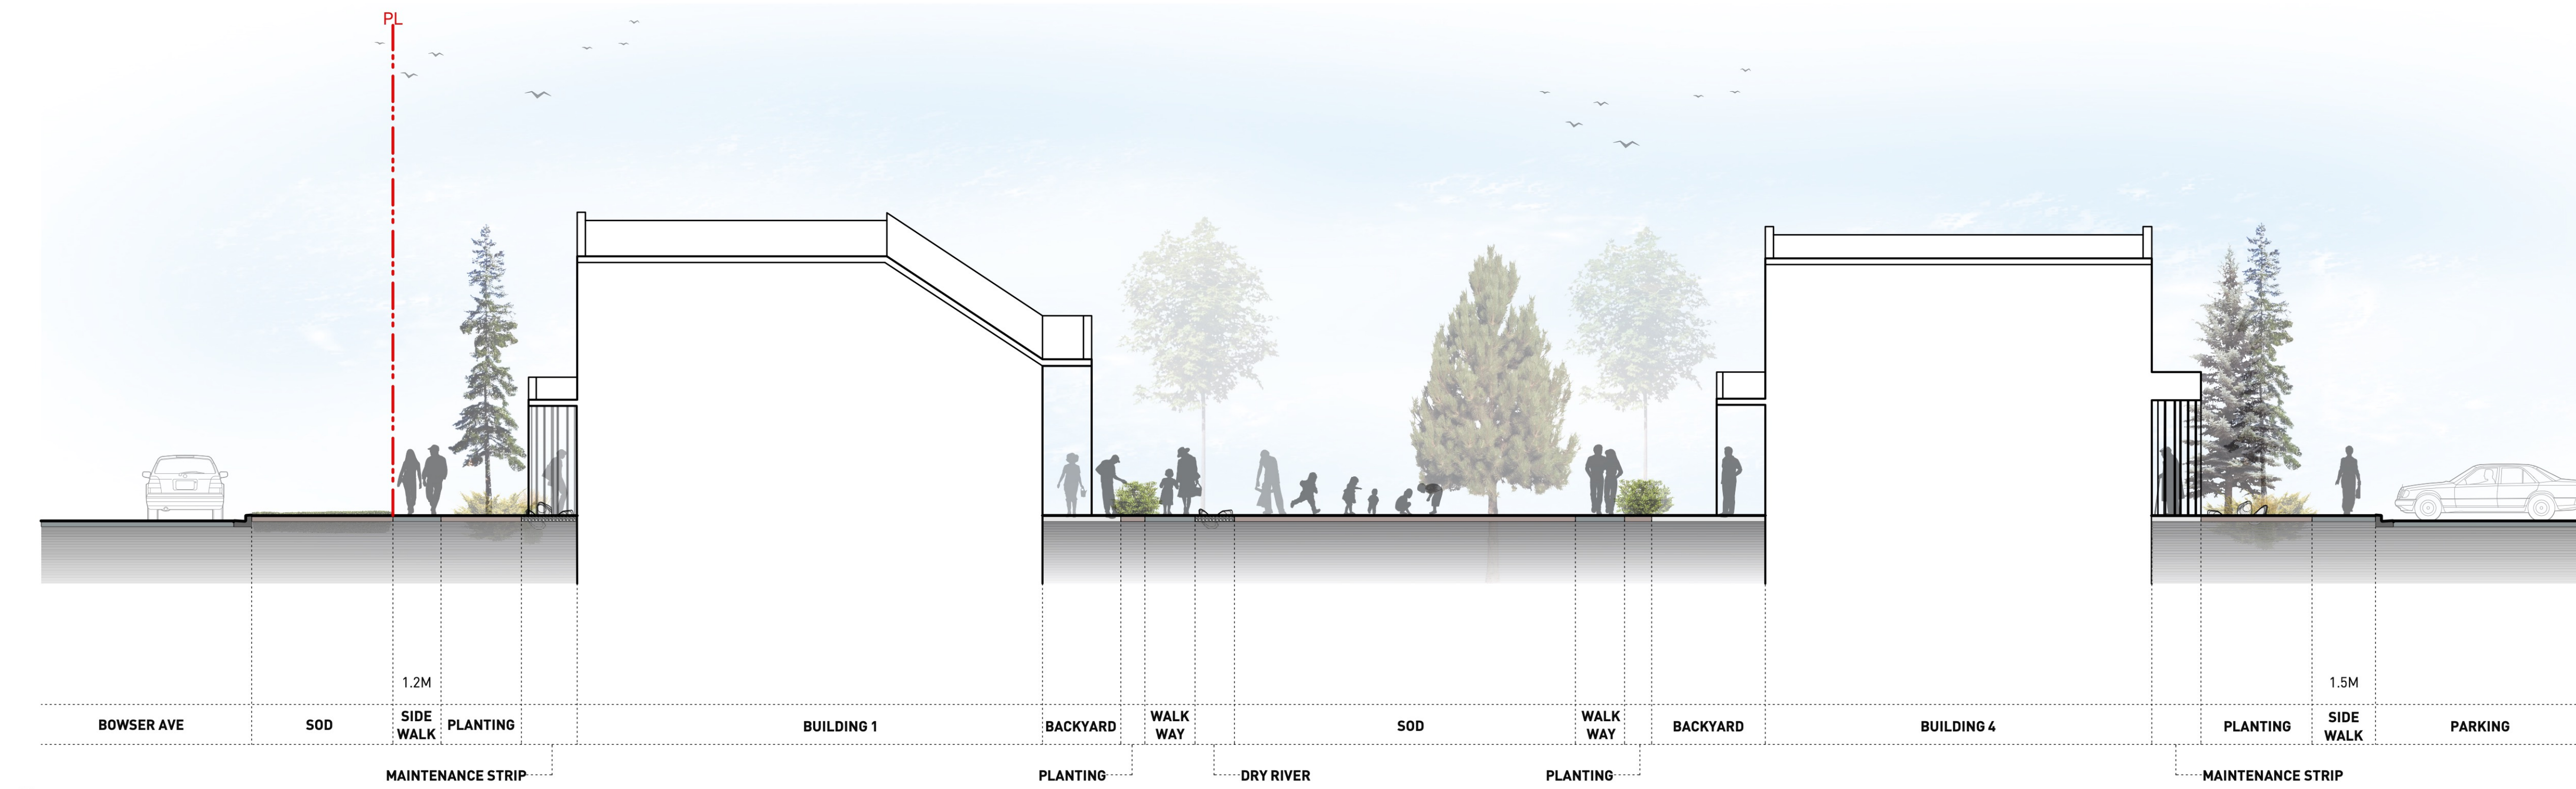 PL
1.2M
1.5M
BOWSER AVE
SOD
SIDE
WALK
PLANTING
BUILDING 1
BACKYARD
WALK
WAY
SOD
WALK
WAY
BACKYARD
BUILDING 4
PLANTING
SIDE
WALK
PARKING
MAINTENANCE STRIP
PLANTING
DRY RIVER
PLANTING
MAINTENANCE STRIP